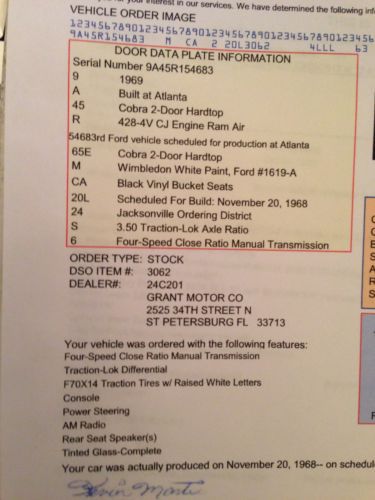 your interest in our services. We have determined the following
VEHICLE ORDER IMAGE
9A45R154683 M CA 2 20L3062 4LLL 63
DOOR DATA PLATE INFORMATION
Serial Number 9A45R154683
9 1969
A Built at Atlanta
45 Cobra 2-Door Hardtop
R 428-4V CJ Engine Ram Air
54683rd Ford vehicle scheduled for production at Atlanta
65E Cobra 2-Door Hardtop
M Wimbledon White Paint, Ford #1619-A
CA Black Vinyl Bucket Seats
20L Scheduled For Build: November 20, 1968
24 Jacksonville Ordering District
S 3.50 Traction-Lok Axle Ratio
6 Four-Speed Close Ratio Manual Transmission
ORDER TYPE: STOCK
DSO ITEM #: 3062
DEALER#: 24C201
GRANT MOTOR CO
2525 34TH STREET N
ST PETERSBURG FL 33713
Your vehicle was ordered with the following features:
Four-Speed Close Ratio Manual Transmission
Traction-Lok Differential
F70X14 Traction Tires w/ Raised White Letters
Console
Power Steering
AM Radio
Rear Seat Speaker(s)
Tinted Glass-Complete
Your car was actually produced on November 20, 1968-- on
Kevin Marti